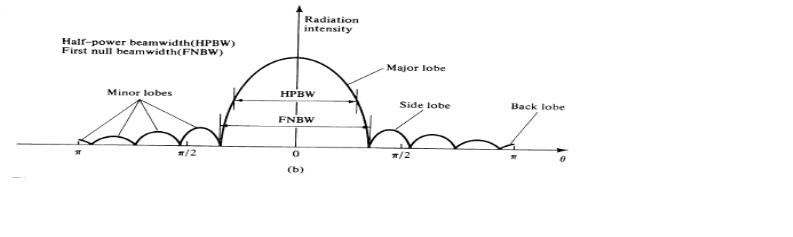 Radiation
intensity
Half-power beamwidth(HPBW)
First null beamwidth(FNBW)
Major lobe
Minor lobes
HPBW
Side lobe
Back lobe
FNBW
π
π/2
0
π/2
π
θ
(b)